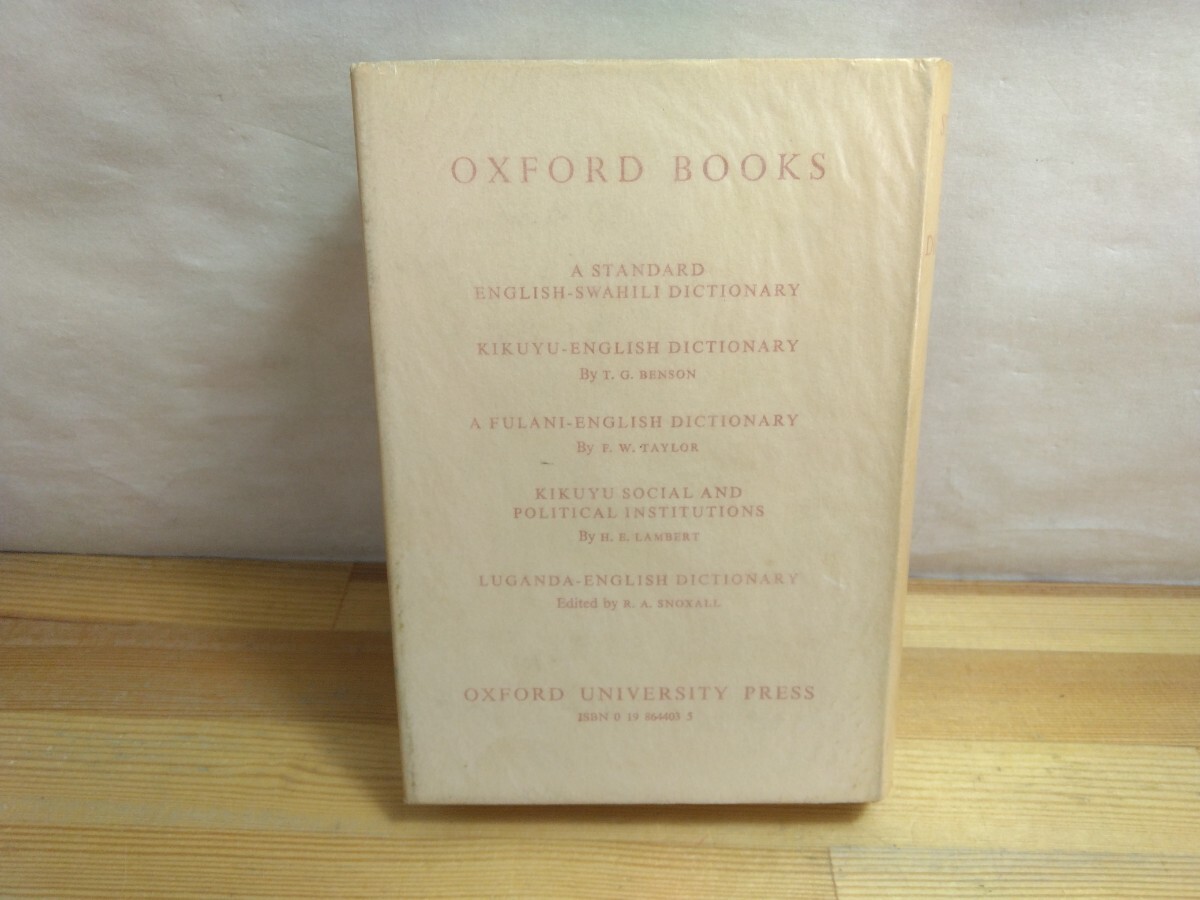 OXFORD BOOKS
A STANDARD
ENGLISH-SWAHILI DICTIONARY
KIKUYU-ENGLISH DICTIONARY
By T. G. BENSON
A FULANI-ENGLISH DICTIONARY
By F. W. TAYLOR
KIKUYU SOCIAL AND
POLITICAL INSTITUTIONS
By H. E. LAMBERT
LUGANDA-ENGLISH DICTIONARY
Edited by R. A. SNOXALL
OXFORD UNIVERSITY PRESS
ISBN 0 19 864403 5